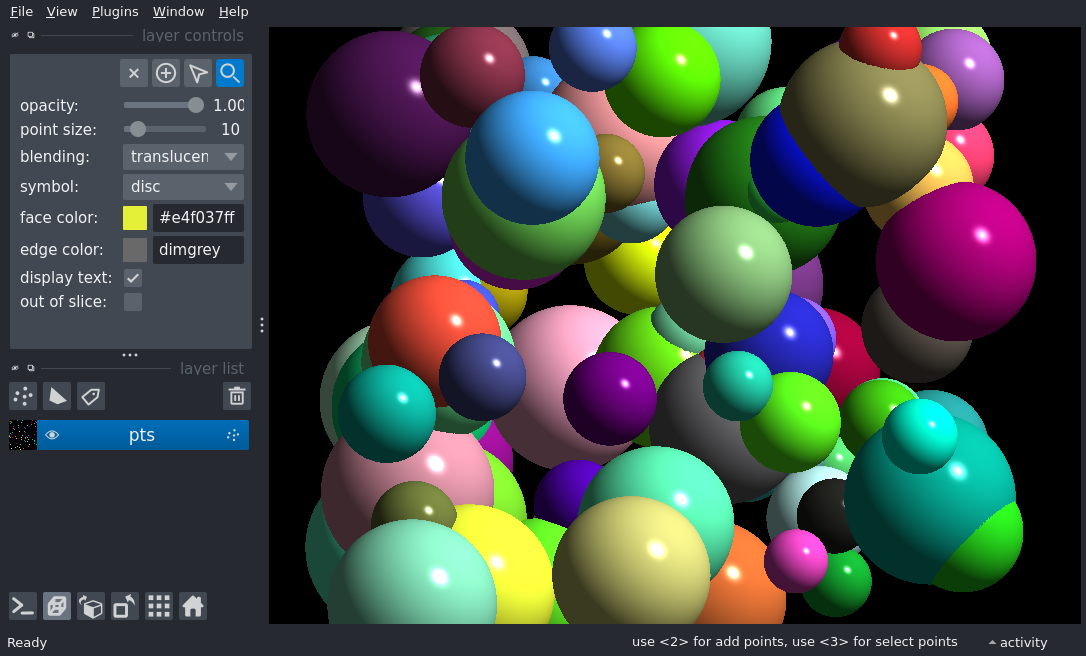 File View Plugins Window Help
layer controls
opacity: 1.00
point size: 10
blending: translucen
symbol: disc
face color: #e4f037ff
edge color: dimgrey
display text:
out of slice:
layer list
pts
Ready use <2> for add points, use <3> for select points activity